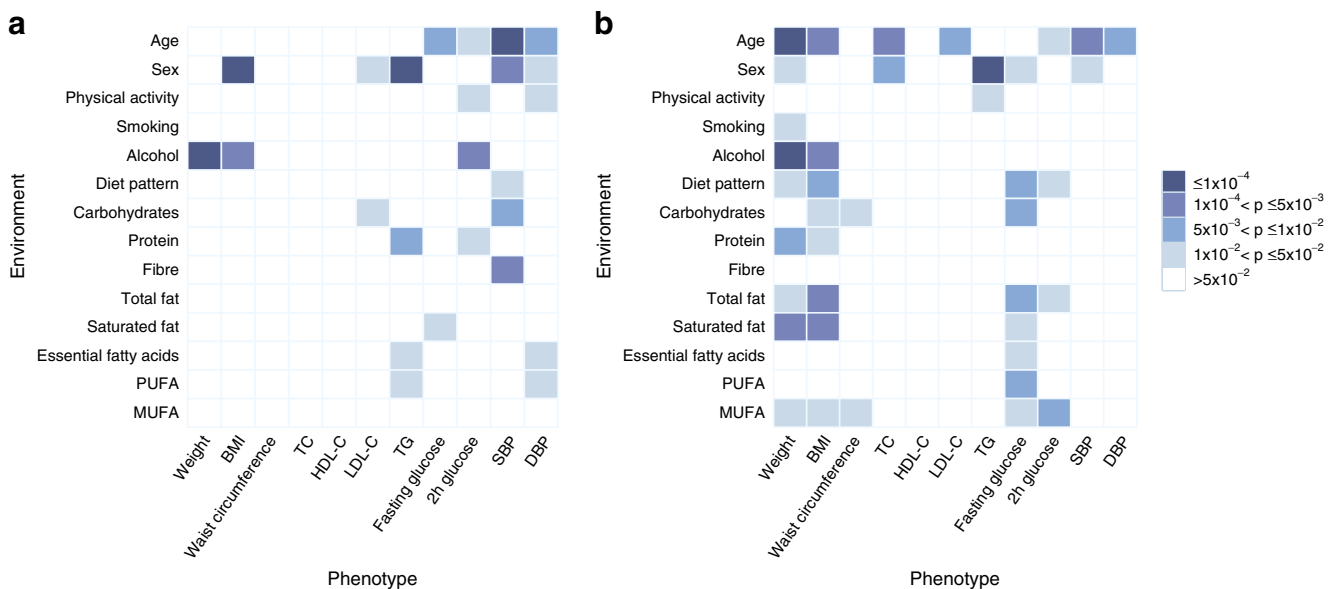 a
Age
Sex
Physical activity
Smoking
Alcohol
Diet pattern
Carbohydrates
Protein
Fibre
Total fat
Saturated fat
Essential fatty acids
PUFA
MUFA
Environment
Weight
BMI
Waist circumference
TC
HDL-C
LDL-C
TG
Fasting glucose
2h glucose
SBP
DBP
Phenotype
b
Age
Sex
Physical activity
Smoking
Alcohol
Diet pattern
Carbohydrates
Protein
Fibre
Total fat
Saturated fat
Essential fatty acids
PUFA
MUFA
Environment
Weight
BMI
Waist circumference
TC
HDL-C
LDL-C
TG
Fasting glucose
2h glucose
SBP
DBP
Phenotype
≤1x10⁻⁴
1x10⁻⁴< p ≤5x10⁻³
5x10⁻³< p ≤1x10⁻²
1x10⁻²< p ≤5x10⁻²
>5x10⁻²